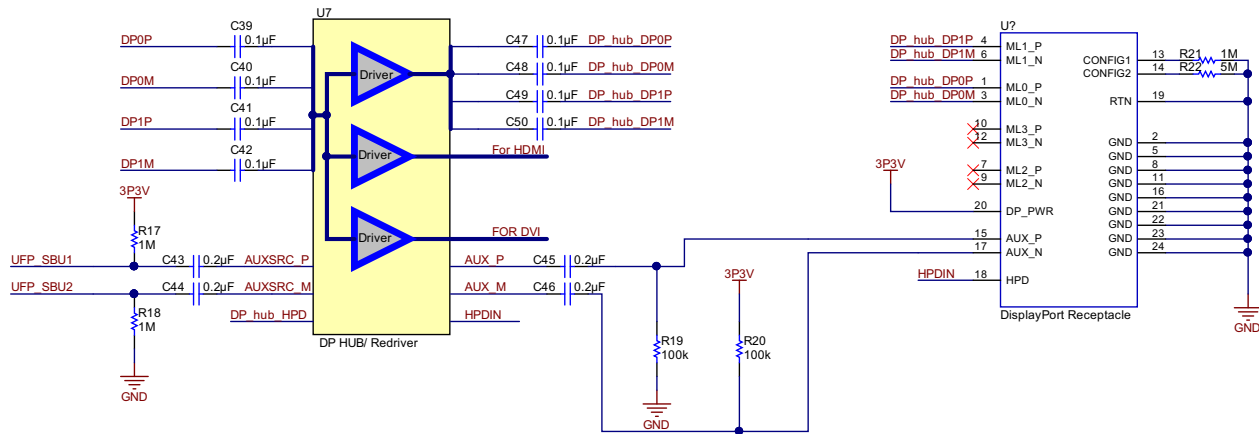 U7
C39
DP0P
0.1µF
C40
DP0M
0.1µF
C41
DP1P
0.1µF
C42
DP1M
0.1µF
3P3V
R17
1M
UFP_SBU1
C43
0.2µF
AUXSRC_P
UFP_SBU2
C44
0.2µF
AUXSRC_M
R18
1M
DP_hub_HPD
GND
Driver
Driver
Driver
DP HUB/ Redriver
C47
0.1µF
DP_hub_DP0P
C48
0.1µF
DP_hub_DP0M
C49
0.1µF
DP_hub_DP1P
C50
0.1µF
DP_hub_DP1M
For HDMI
FOR DVI
AUX_P
C45
0.2µF
AUX_M
C46
0.2µF
HPDIN
3P3V
R19
100k
R20
100k
GND
U?
DP_hub_DP1P 4 ML1_P
DP_hub_DP1M 6 ML1_N
DP_hub_DP0P 1 ML0_P
DP_hub_DP0M 3 ML0_N
10 ML3_P
12 ML3_N
7 ML2_P
9 ML2_N
3P3V
20 DP_PWR
15 AUX_P
17 AUX_N
HPDIN 18 HPD
CONFIG1 13 R21 1M
CONFIG2 14 R22 5M
RTN 19
GND 2
GND 5
GND 8
GND 11
GND 16
GND 21
GND 22
GND 23
GND 24
GND
DisplayPort Receptacle